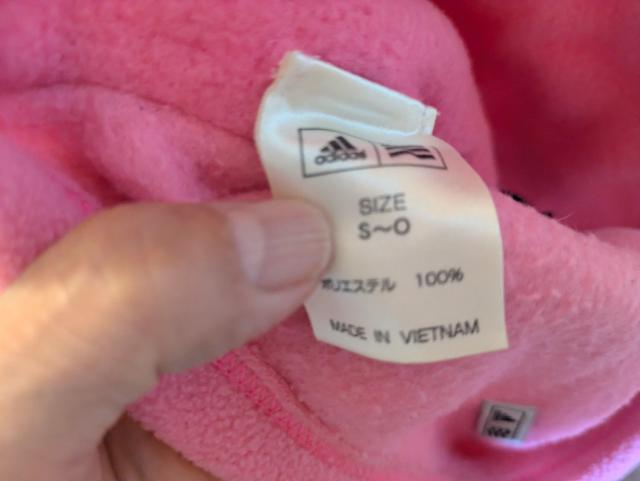 adidas
SIZE
S〜O
ポリエステル 100%
MADE IN VIETNAM